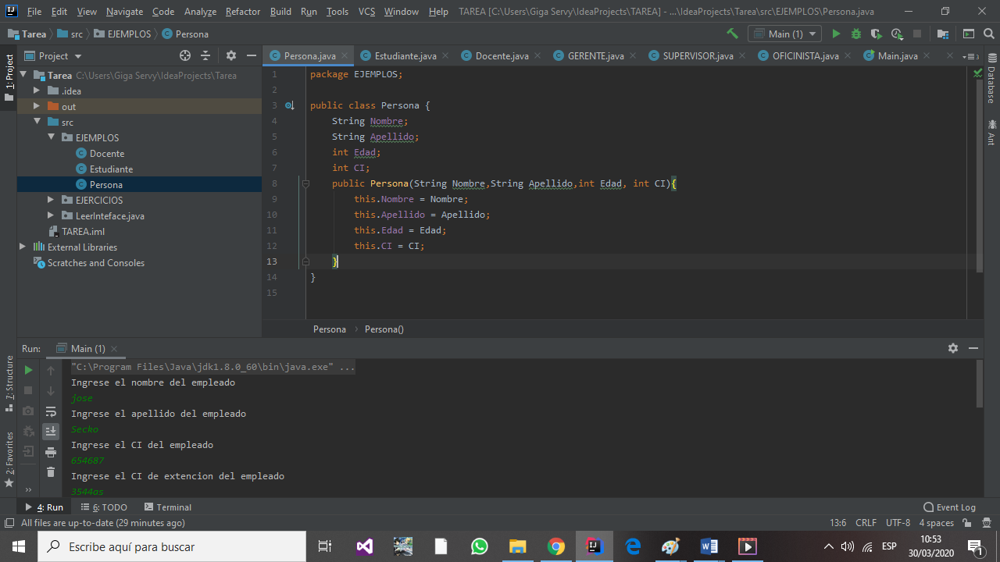 File Edit View Navigate Code Analyze Refactor Build Run Tools VCS Window Help TAREA [C:\Users\Giga Servy\IdeaProjects\TAREA] - ...\IdeaProjects\Tarea\src\EJEMPLOS\Persona.java
Tarea src EJEMPLOS Persona Main (1)
1: Project
Project
Persona.java Estudiante.java Docente.java GERENTE.java SUPERVISOR.java OFICINISTA.java Main.java
Tarea C:\Users\Giga Servy\IdeaProjects\Tarea
.idea
out
src
EJEMPLOS
Docente
Estudiante
Persona
EJERCICIOS
LeerInteface.java
TAREA.iml
External Libraries
Scratches and Consoles
1 package EJEMPLOS;
2
3 public class Persona {
4 String Nombre;
5 String Apellido;
6 int Edad;
7 int CI;
8 public Persona(String Nombre,String Apellido,int Edad, int CI){
9 this.Nombre = Nombre;
10 this.Apellido = Apellido;
11 this.Edad = Edad;
12 this.CI = CI;
13 }
14 }
15
Persona Persona()
Database
Ant
Run: Main (1)
7: Structure
2: Favorites
"C:\Program Files\Java\jdk1.8.0_60\bin\java.exe" ...
Ingrese el nombre del empleado
jose
Ingrese el apellido del empleado
Secko
Ingrese el CI del empleado
654687
Ingrese el CI de extencion del empleado
3544as
4: Run 6: TODO Terminal Event Log
All files are up-to-date (29 minutes ago) 13:6 CRLF UTF-8 4 spaces
Escribe aquí para buscar
ESP
10:53
30/03/2020
1